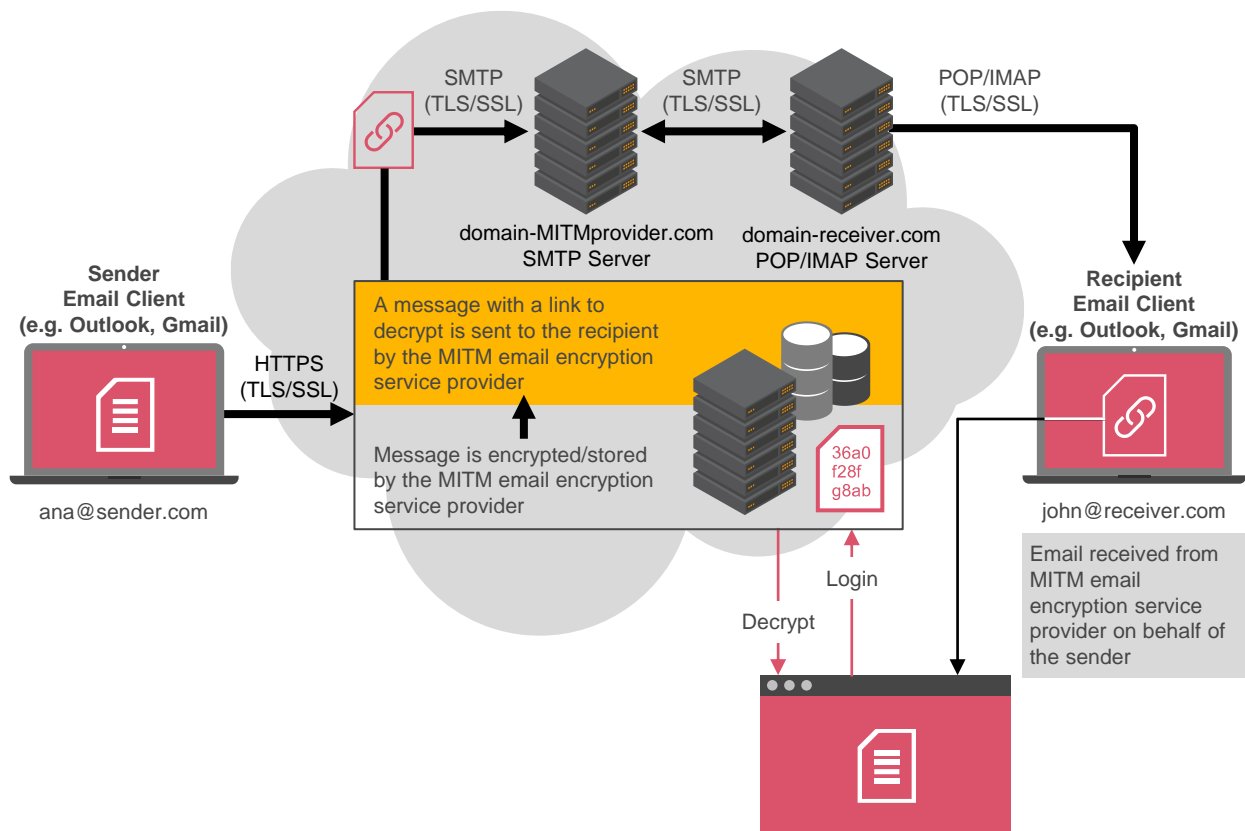 SMTP
(TLS/SSL)
SMTP
(TLS/SSL)
POP/IMAP
(TLS/SSL)
domain-MITMprovider.com
SMTP Server
domain-receiver.com
POP/IMAP Server
Sender
Email Client
(e.g. Outlook, Gmail)
HTTPS
(TLS/SSL)
ana@sender.com
A message with a link to
decrypt is sent to the recipient
by the MITM email encryption
service provider
Message is encrypted/stored
by the MITM email encryption
service provider
36a0
f28f
g8ab
Recipient
Email Client
(e.g. Outlook, Gmail)
john@receiver.com
Email received from
MITM email
encryption service
provider on behalf of
the sender
Login
Decrypt